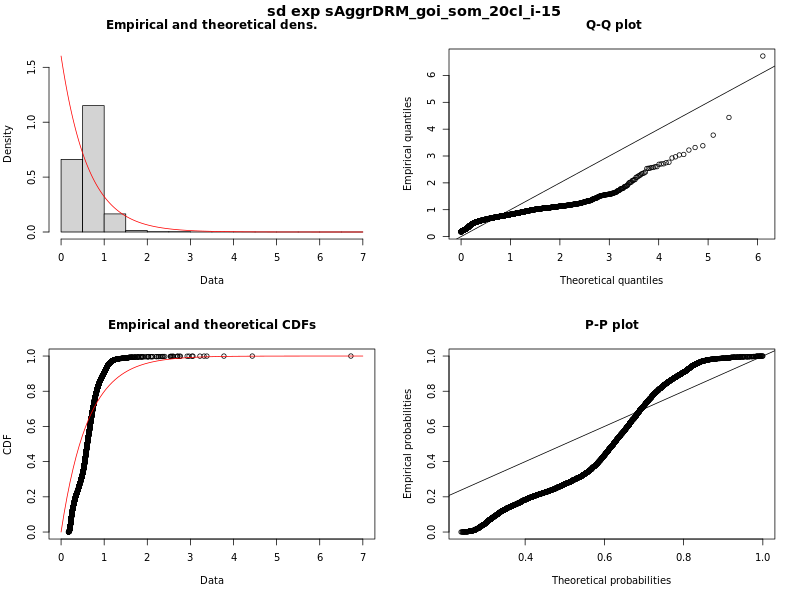 sd exp sAggrDRM_goi_som_20cl_i-15
Empirical and theoretical dens.
Density
0.0 0.5 1.0 1.5
0 1 2 3 4 5 6 7
Data
Q-Q plot
Empirical quantiles
0 1 2 3 4 5 6
0 1 2 3 4 5 6
Theoretical quantiles
Empirical and theoretical CDFs
CDF
0.0 0.2 0.4 0.6 0.8 1.0
0 1 2 3 4 5 6 7
Data
P-P plot
Empirical probabilities
0.0 0.2 0.4 0.6 0.8 1.0
0.4 0.6 0.8 1.0
Theoretical probabilities